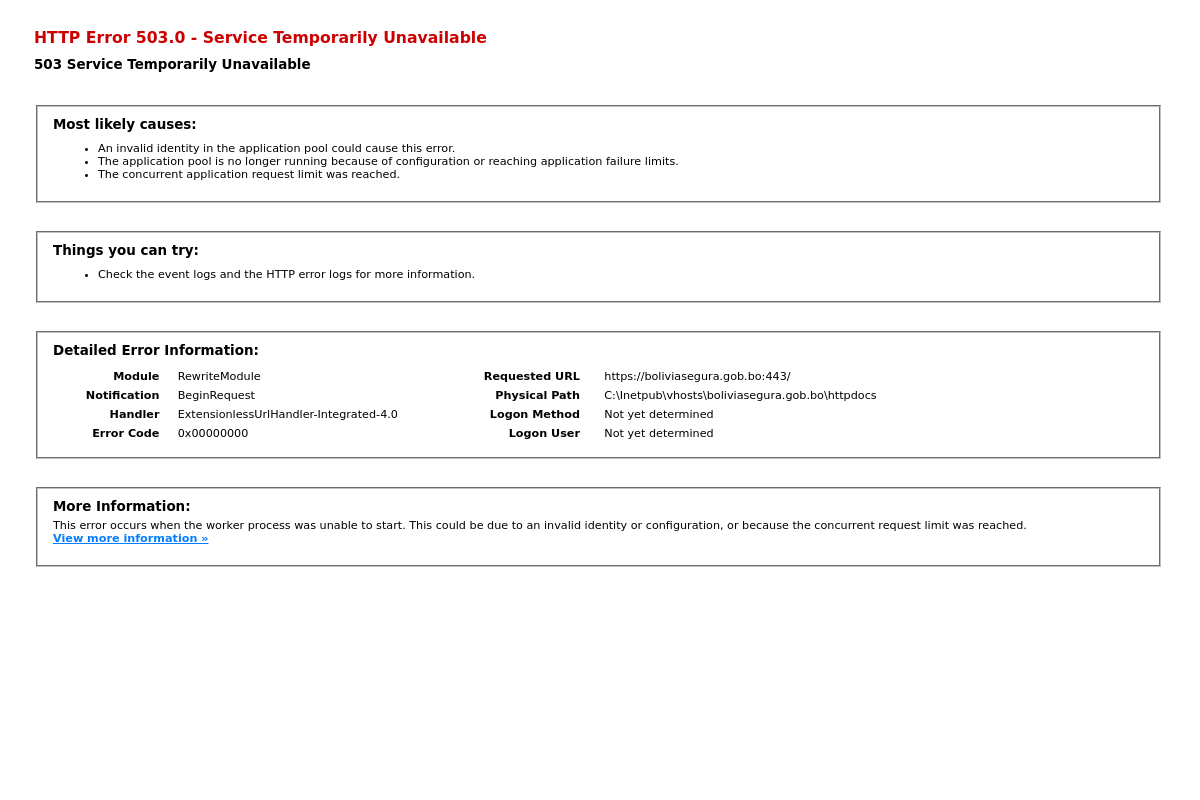 HTTP Error 503.0 - Service Temporarily Unavailable
503 Service Temporarily Unavailable
Most likely causes:
• An invalid identity in the application pool could cause this error.
• The application pool is no longer running because of configuration or reaching application failure limits.
• The concurrent application request limit was reached.
Things you can try:
• Check the event logs and the HTTP error logs for more information.
Detailed Error Information:
Module RewriteModule Requested URL https://boliviasegura.gob.bo:443/
Notification BeginRequest Physical Path C:\Inetpub\vhosts\boliviasegura.gob.bo\httpdocs
Handler ExtensionlessUrlHandler-Integrated-4.0 Logon Method Not yet determined
Error Code 0x00000000 Logon User Not yet determined
More Information:
This error occurs when the worker process was unable to start. This could be due to an invalid identity or configuration, or because the concurrent request limit was reached.
View more information »